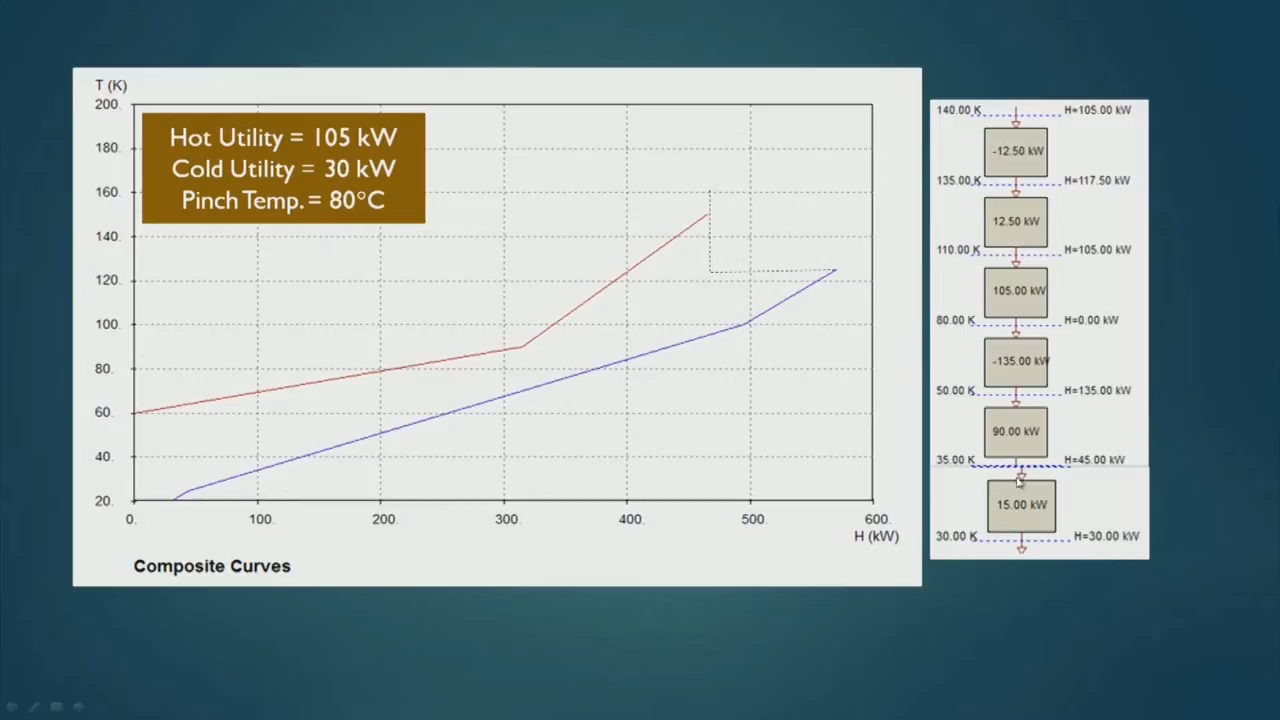 T (K)
200.
180.
160.
140.
120.
100.
80.
60.
40.
20.
0.
100.
200.
300.
400.
500.
600.
H (kW)
Hot Utility = 105 kW
Cold Utility = 30 kW
Pinch Temp. = 80°C
Composite Curves
140.00 K H=105.00 kW
-12.50 kW
135.00 K H=117.50 kW
12.50 kW
110.00 K H=105.00 kW
105.00 kW
80.00 K H=0.00 kW
-135.00 kW
50.00 K H=135.00 kW
90.00 kW
35.00 K H=45.00 kW
15.00 kW
30.00 K H=30.00 kW